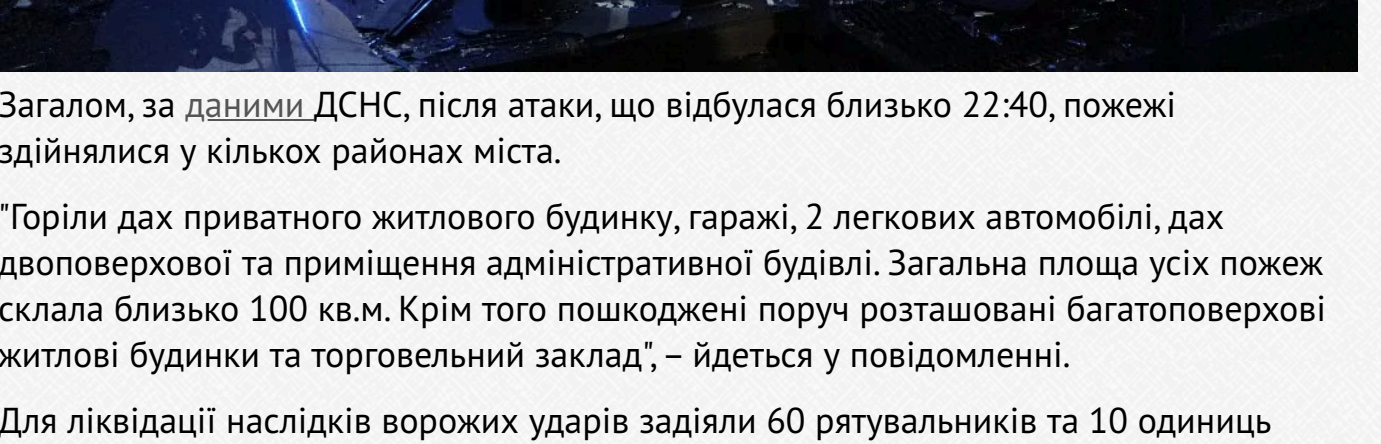 Загалом, за даними ДСНС, після атаки, що відбулася близько 22:40, пожежі
здійнялися у кількох районах міста.
"Горіли дах приватного житлового будинку, гаражі, 2 легкових автомобілі, дах
двоповерхової та приміщення адміністративної будівлі. Загальна площа усіх пожеж
склала близько 100 кв.м. Крім того пошкоджені поруч розташовані багатоповерхові
житлові будинки та торговельний заклад", – йдеться у повідомленні.
Для ліквідації наслідків ворожих ударів задіяли 60 рятувальників та 10 одиниць